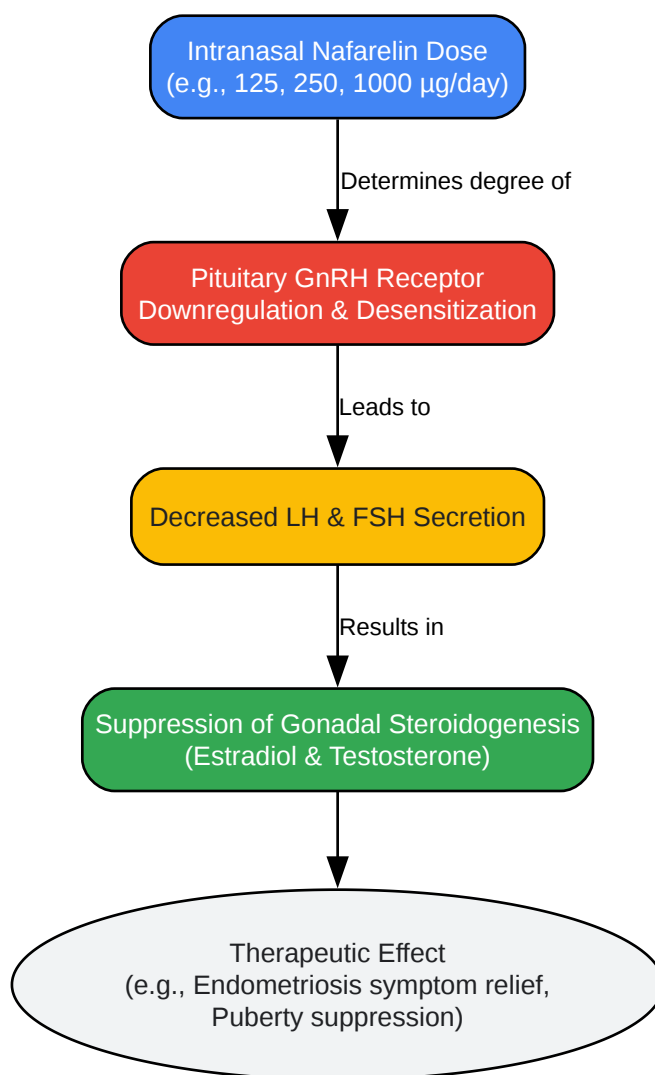 Intranasal Nafarelin Dose
(e.g., 125, 250, 1000 µg/day)
Determines degree of
Pituitary GnRH Receptor
Downregulation & Desensitization
Leads to
Decreased LH & FSH Secretion
Results in
Suppression of Gonadal Steroidogenesis
(Estradiol & Testosterone)
Therapeutic Effect
(e.g., Endometriosis symptom relief,
Puberty suppression)